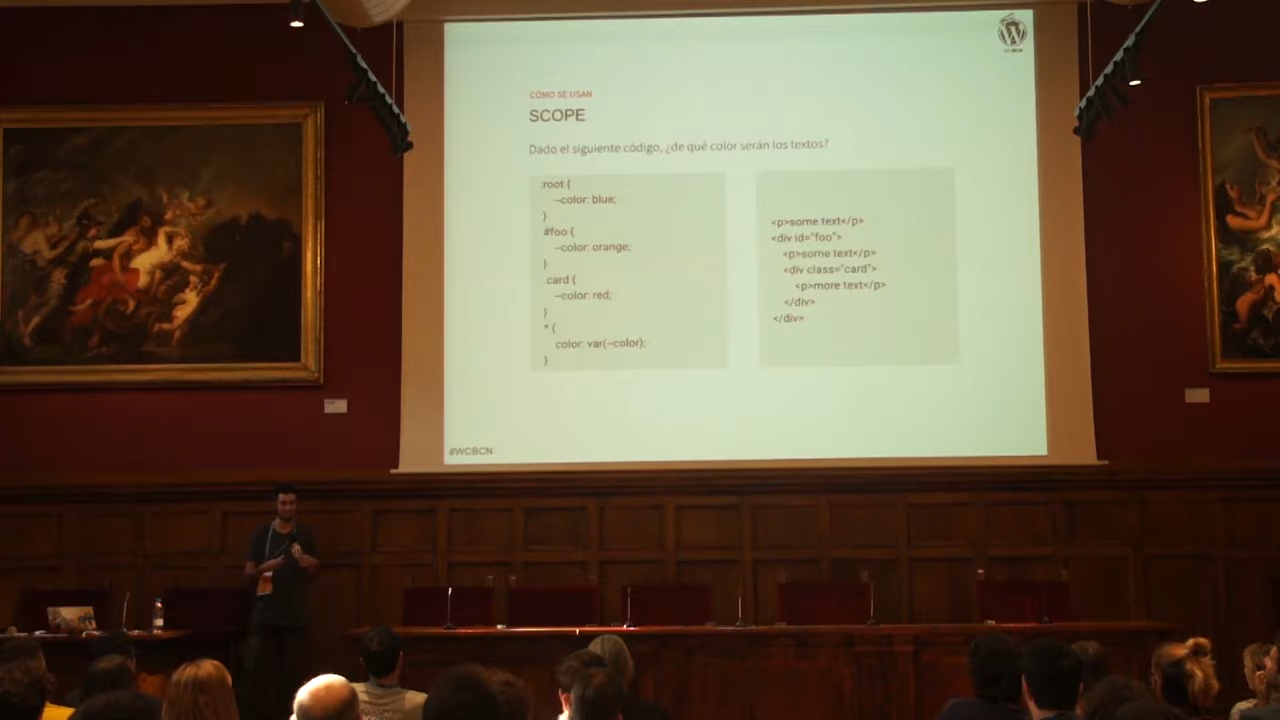 CÓMO SE USAN
SCOPE
Dado el siguiente código, ¿de qué color serán los textos?
:root {
--color: blue;
}
#foo {
--color: orange;
}
.card {
--color: red;
}
* {
color: var(--color);
}
<p>some text</p>
<div id="foo">
<p>some text</p>
<div class="card">
<p>more text</p>
</div>
</div>
#WCBCN